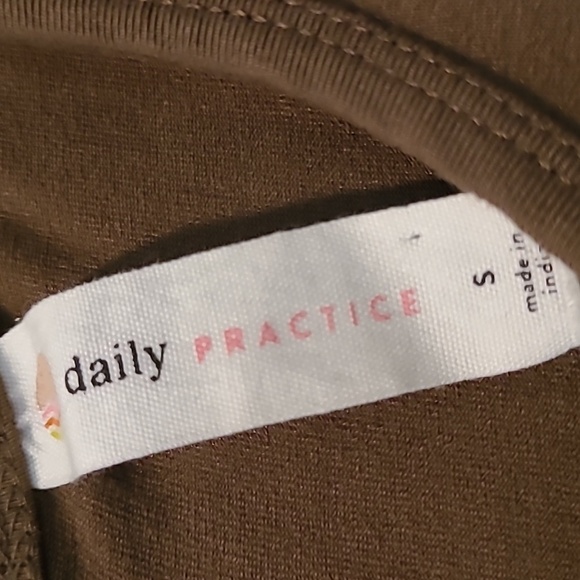 daily PRACTICE
S
made in
indi